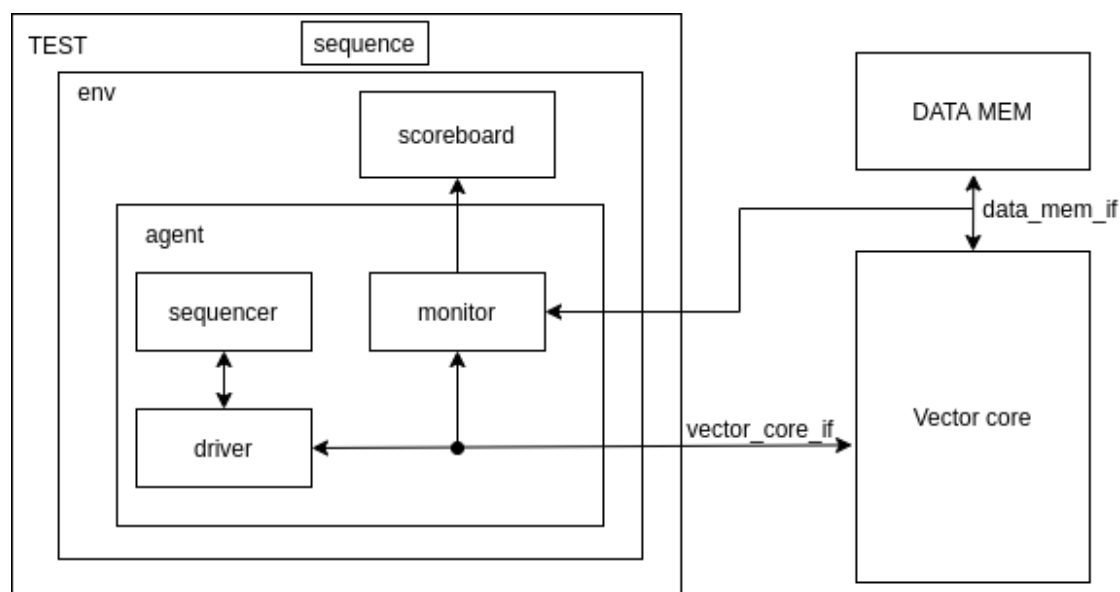 TEST
sequence
env
scoreboard
DATA MEM
data_mem_if
agent
sequencer
monitor
driver
vector_core_if
Vector core